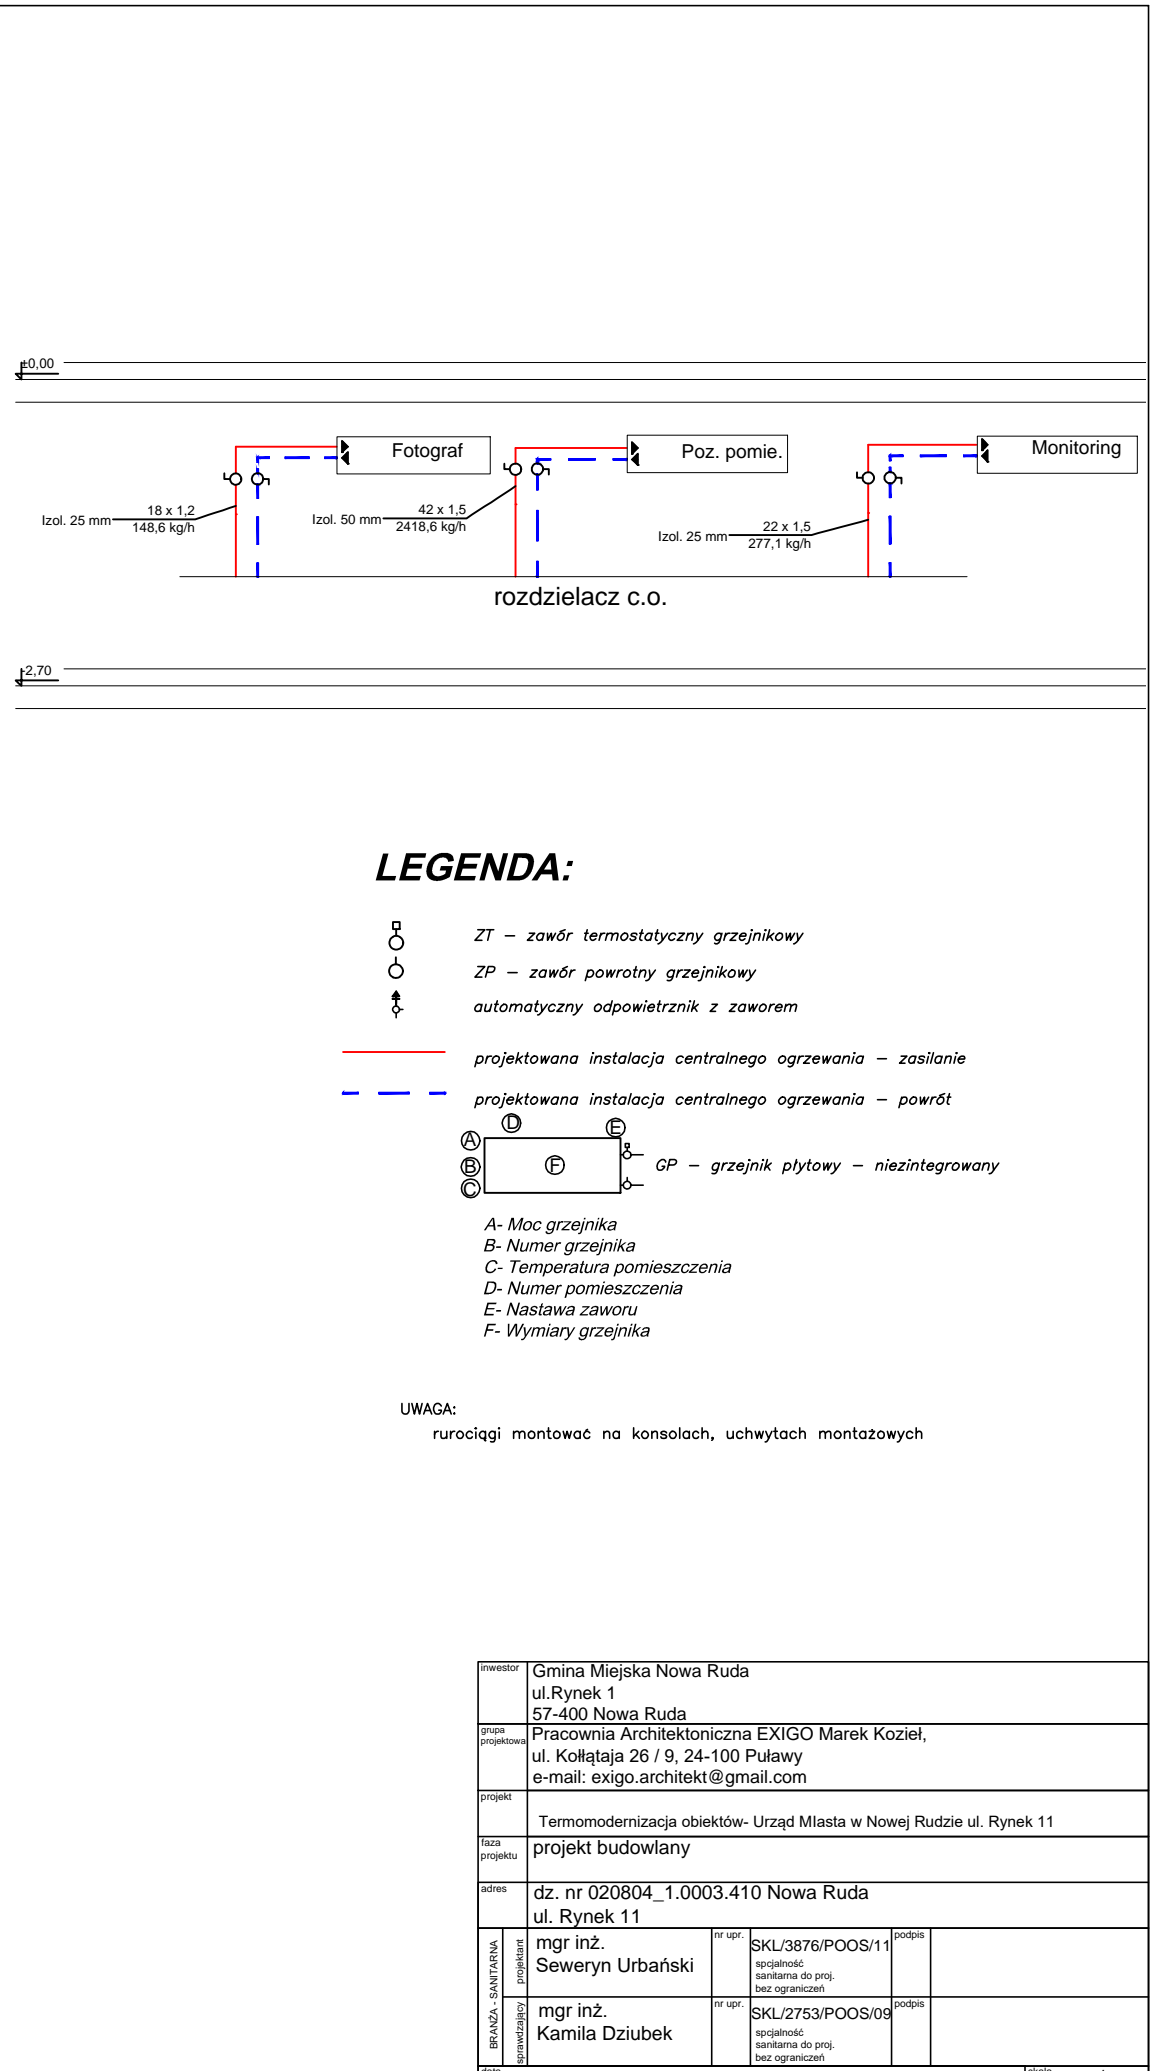 ±0,00
Fotograf
Poz. pomie.
Monitoring
Izol. 25 mm
18 x 1,2
148,6 kg/h
Izol. 50 mm
42 x 1,5
2418,6 kg/h
Izol. 25 mm
22 x 1,5
277,1 kg/h
rozdzielacz c.o.
-2,70
LEGENDA:
ZT – zawór termostatyczny grzejnikowy
ZP – zawór powrotny grzejnikowy
automatyczny odpowietrznik z zaworem
projektowana instalacja centralnego ogrzewania – zasilanie
projektowana instalacja centralnego ogrzewania – powrót
D
E
A
B
F
C
GP – grzejnik płytowy – niezintegrowany
A- Moc grzejnika
B- Numer grzejnika
C- Temperatura pomieszczenia
D- Numer pomieszczenia
E- Nastawa zaworu
F- Wymiary grzejnika
UWAGA:
rurociągi montować na konsolach, uchwytach montażowych
inwestor
Gmina Miejska Nowa Ruda
ul.Rynek 1
57-400 Nowa Ruda
grupa
projektowa
Pracownia Architektoniczna EXIGO Marek Kozieł,
ul. Kołłątaja 26 / 9, 24-100 Puławy
e-mail: exigo.architekt@gmail.com
projekt
Termomodernizacja obiektów- Urząd MIasta w Nowej Rudzie ul. Rynek 11
faza
projektu
projekt budowlany
adres
dz. nr 020804_1.0003.410 Nowa Ruda
ul. Rynek 11
BRANŻA - SANITARNA
projektant
mgr inż.
Seweryn Urbański
nr upr.
SKL/3876/POOS/11
spcjalność
sanitarna do proj.
bez ograniczeń
podpis
sprawdzający
mgr inż.
Kamila Dziubek
nr upr.
SKL/2753/POOS/09
spcjalność
sanitarna do proj.
bez ograniczeń
podpis